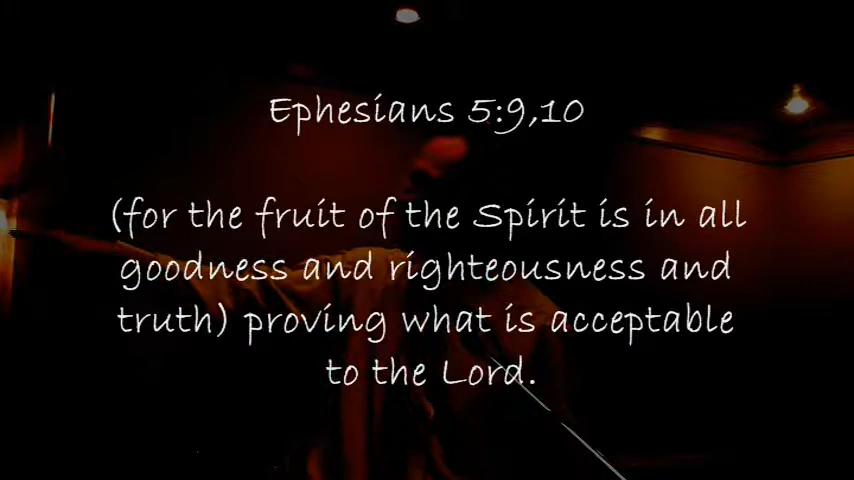 Ephesians 5:9,10
(for the fruit of the Spirit is in all
goodness and righteousness and
truth) proving what is acceptable
to the Lord.